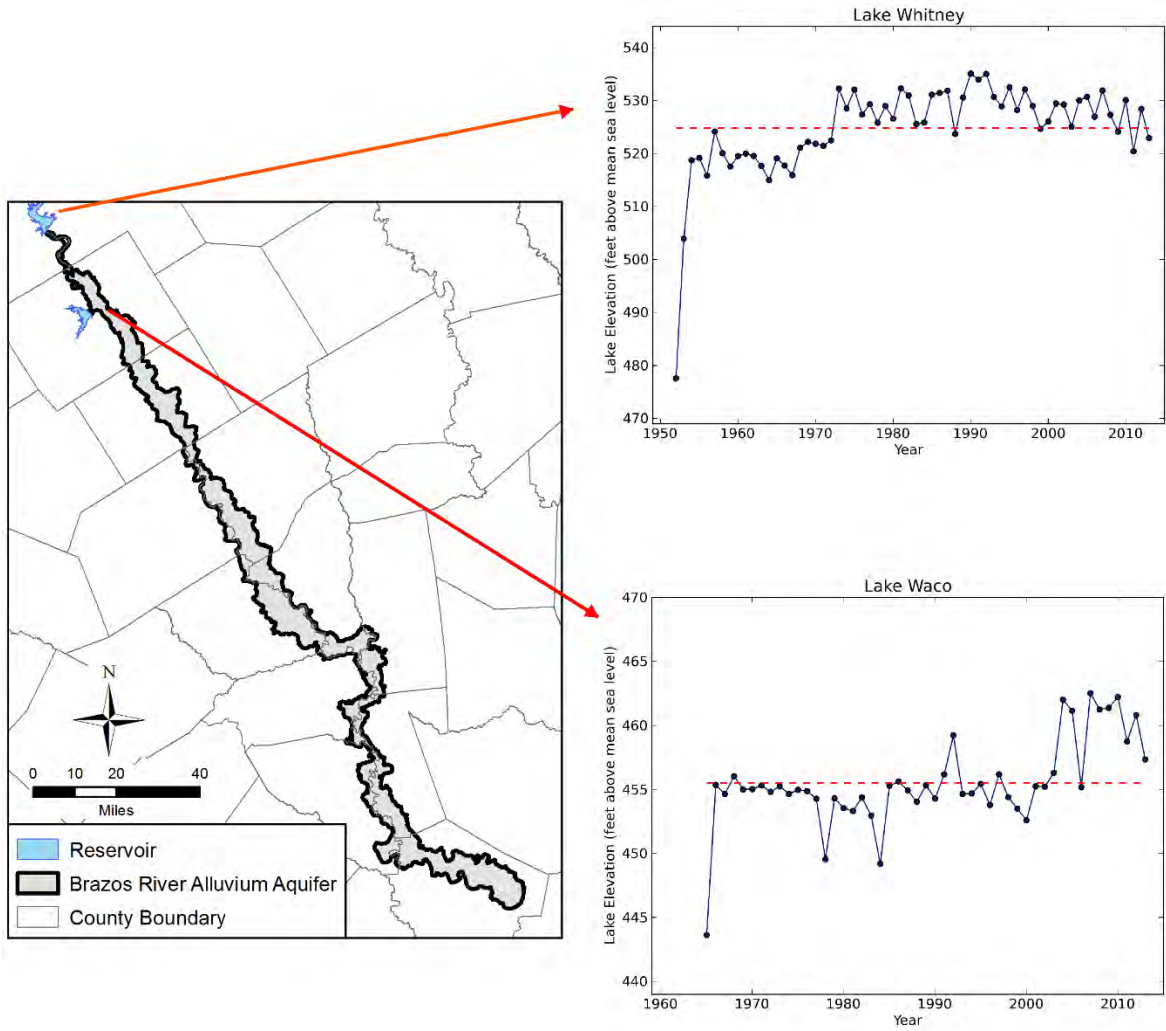 Lake Whitney
540
530
520
510
500
490
480
470
Lake Elevation (feet above mean sea level)
1950 1960 1970 1980 1990 2000 2010
Year
N
0 10 20 40
Miles
Reservoir
Brazos River Alluvium Aquifer
County Boundary
Lake Waco
470
465
460
455
450
445
440
Lake Elevation (feet above mean sea level)
1960 1970 1980 1990 2000 2010
Year